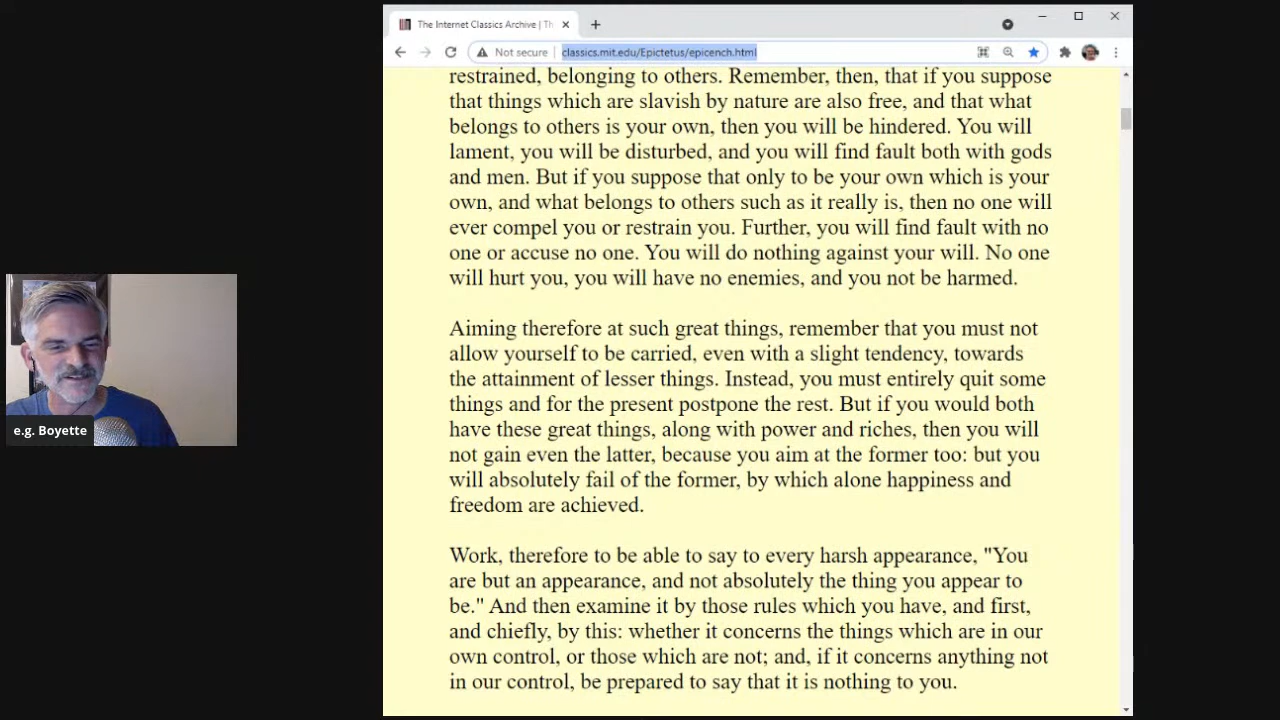 The Internet Classics Archive | Th
Not secure
classics.mit.edu/Epictetus/epicench.html
restrained, belonging to others. Remember, then, that if you suppose
that things which are slavish by nature are also free, and that what
belongs to others is your own, then you will be hindered. You will
lament, you will be disturbed, and you will find fault both with gods
and men. But if you suppose that only to be your own which is your
own, and what belongs to others such as it really is, then no one will
ever compel you or restrain you. Further, you will find fault with no
one or accuse no one. You will do nothing against your will. No one
will hurt you, you will have no enemies, and you not be harmed.
Aiming therefore at such great things, remember that you must not
allow yourself to be carried, even with a slight tendency, towards
the attainment of lesser things. Instead, you must entirely quit some
things and for the present postpone the rest. But if you would both
have these great things, along with power and riches, then you will
not gain even the latter, because you aim at the former too: but you
will absolutely fail of the former, by which alone happiness and
freedom are achieved.
Work, therefore to be able to say to every harsh appearance, "You
are but an appearance, and not absolutely the thing you appear to
be." And then examine it by those rules which you have, and first,
and chiefly, by this: whether it concerns the things which are in our
own control, or those which are not; and, if it concerns anything not
in our control, be prepared to say that it is nothing to you.
e.g. Boyette